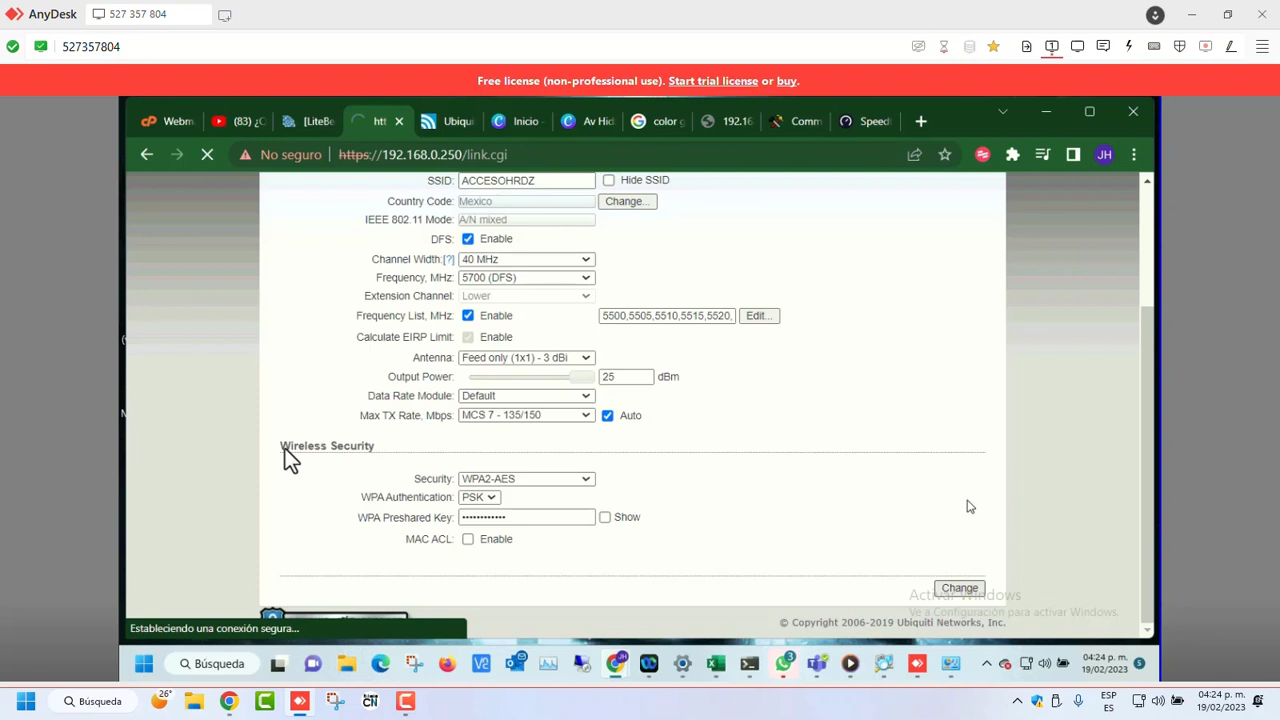 AnyDesk
527 357 804
527357804
Free license (non-professional use). Start trial license or buy.
Webm
(83) ¿C
[LiteBe
htt
Ubiqui
Inicio
Av Hid
color g
192.16
Comm
Speedt
No seguro
https://192.168.0.250/link.cgi
JH
SSID: ACCESOHRDZ Hide SSID
Country Code: Mexico Change...
IEEE 802.11 Mode: A/N mixed
DFS: Enable
Channel Width:[?] 40 MHz
Frequency, MHz: 5700 (DFS)
Extension Channel: Lower
Frequency List, MHz: Enable 5500,5505,5510,5515,5520, Edit...
Calculate EIRP Limit: Enable
Antenna: Feed only (1x1) - 3 dBi
Output Power: 25 dBm
Data Rate Module: Default
Max TX Rate, Mbps: MCS 7 - 135/150 Auto
Wireless Security
Security: WPA2-AES
WPA Authentication: PSK
WPA Preshared Key: •••••••••••• Show
MAC ACL: Enable
Change
Activar Windows
Ve a Configuración para activar Windows.
© Copyright 2006-2019 Ubiquiti Networks, Inc.
Estableciendo una conexión segura...
Búsqueda
04:24 p. m.
19/02/2023
26°
Búsqueda
ESP
ES
04:24 p. m.
19/02/2023